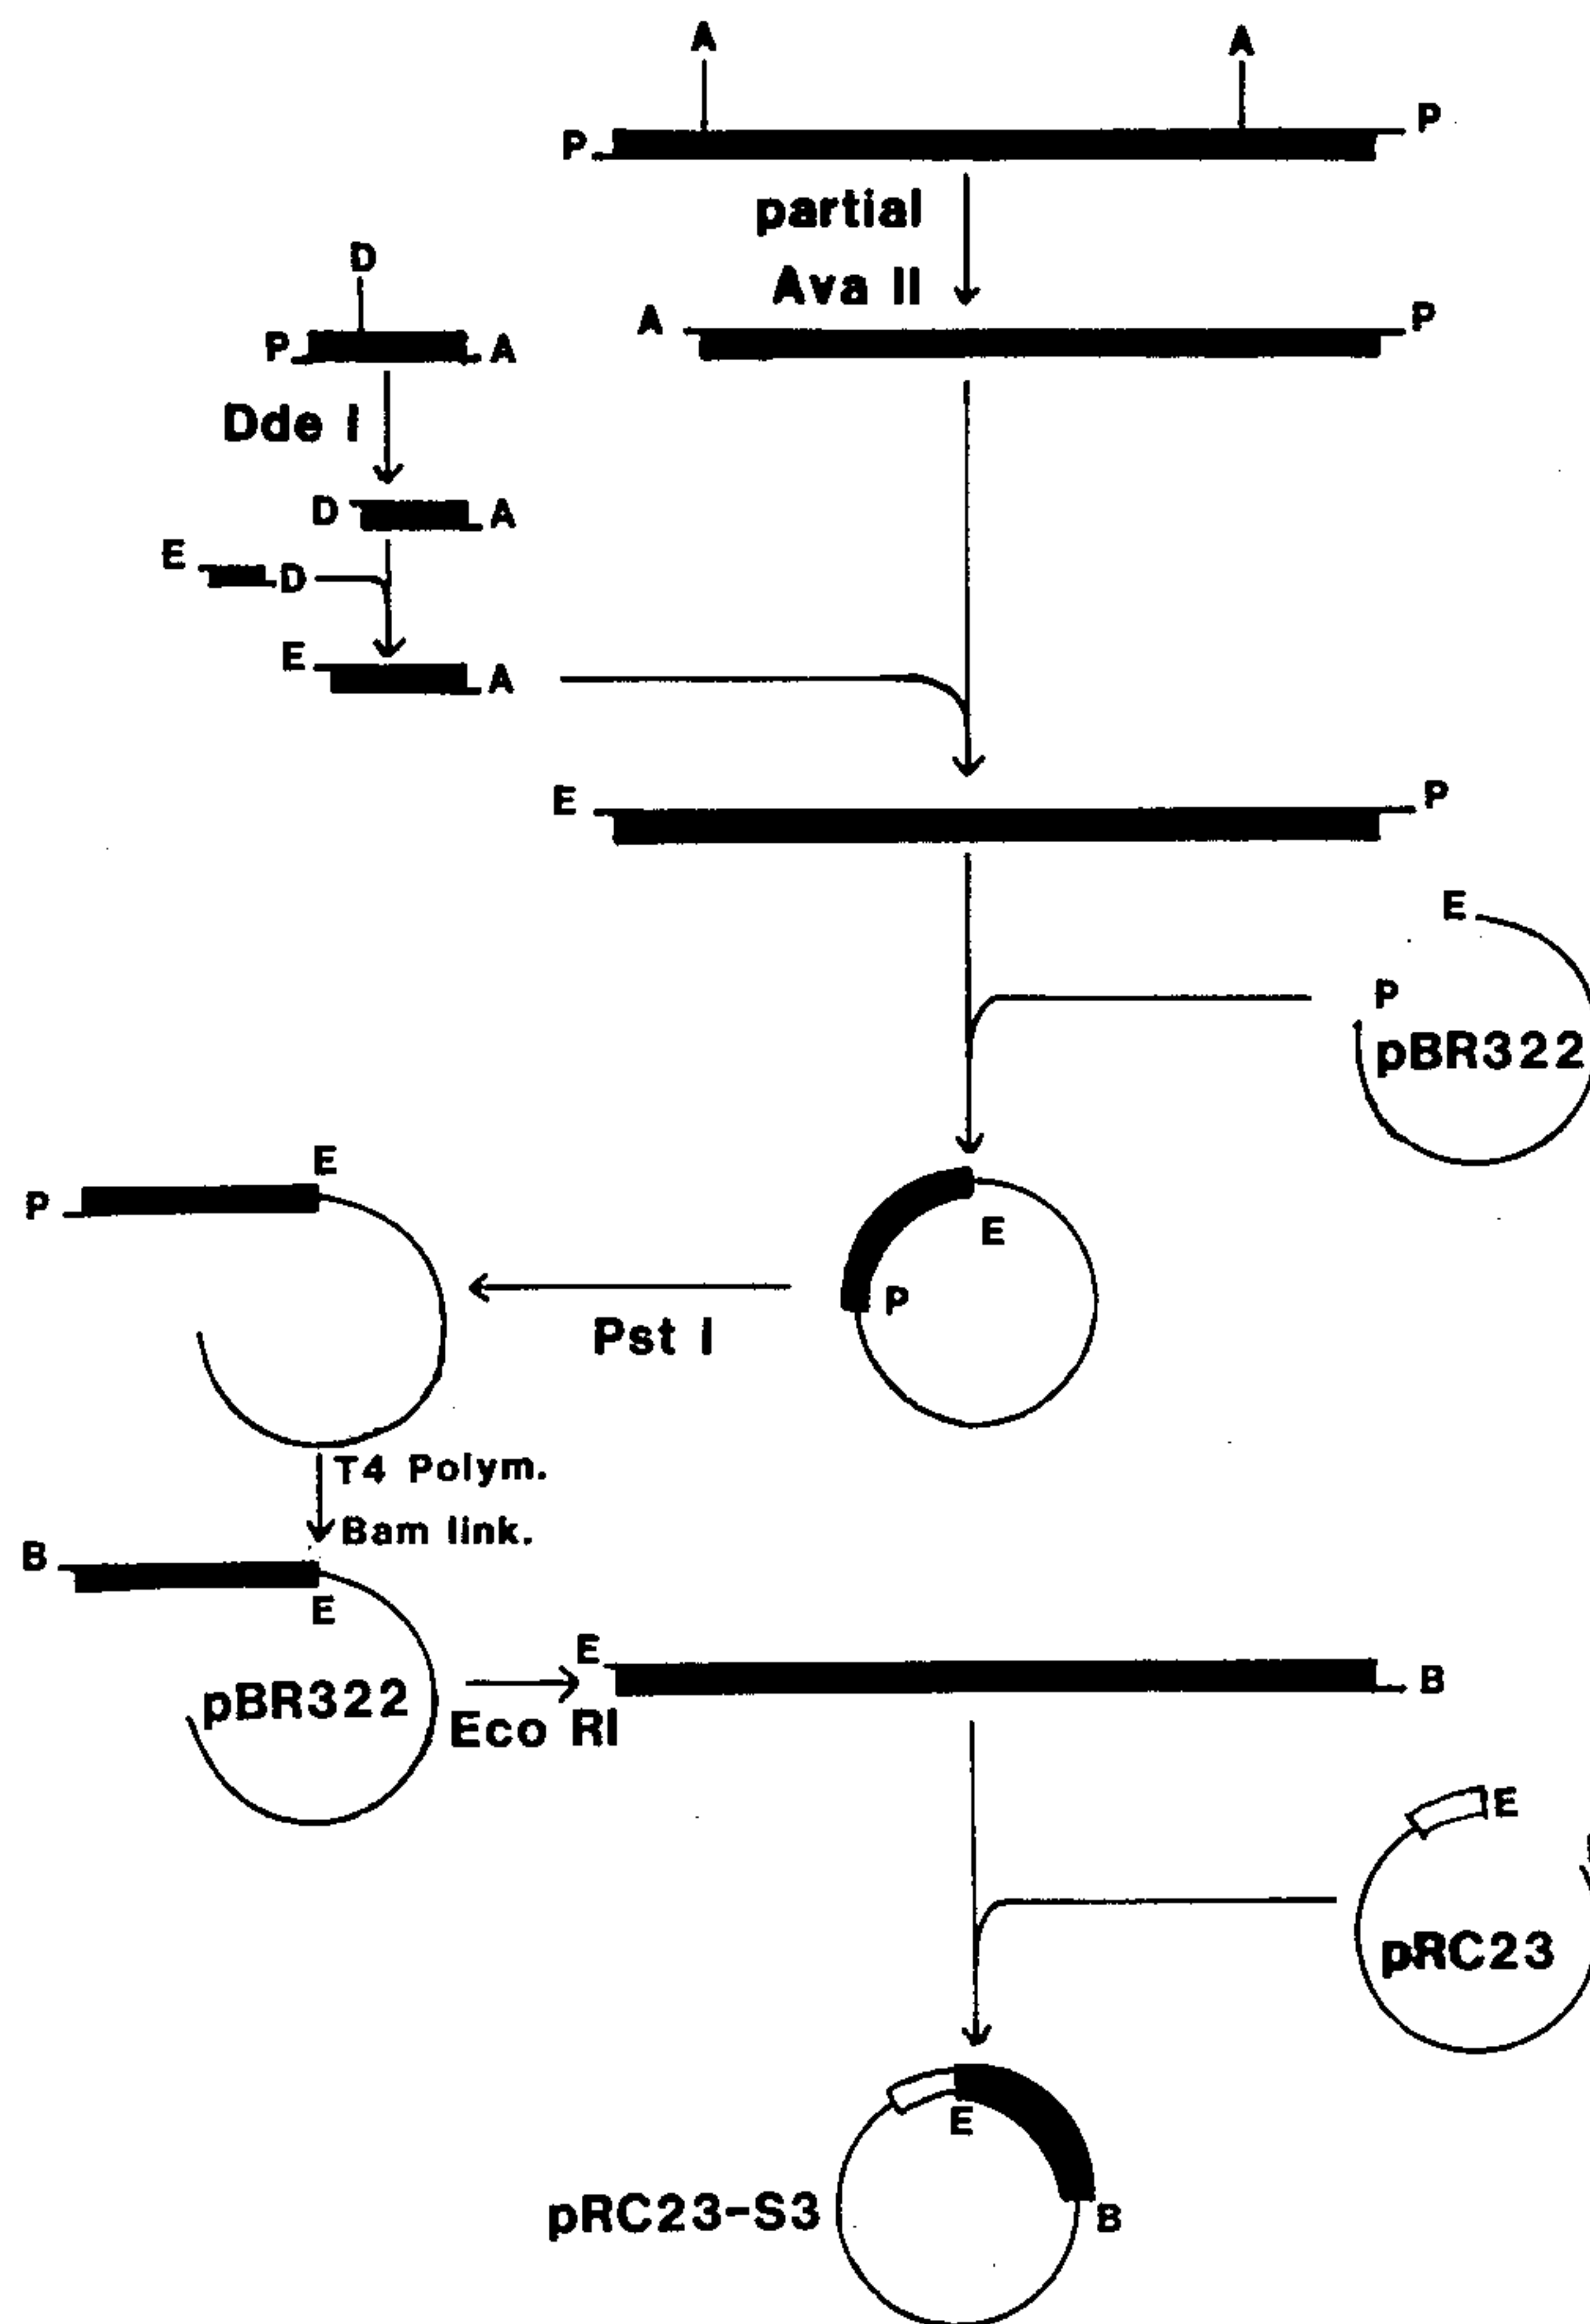 A A
P P
partial
Ava II
D
P A
A P
Dde I
D A
E D
E A
E P
E
P
pBR322
E
P
E
P
Pst I
T4 Polym.
Bam link.
B
E
pBR322
E
B
Eco RI
E
pRC23
E
pRC23-S3
B